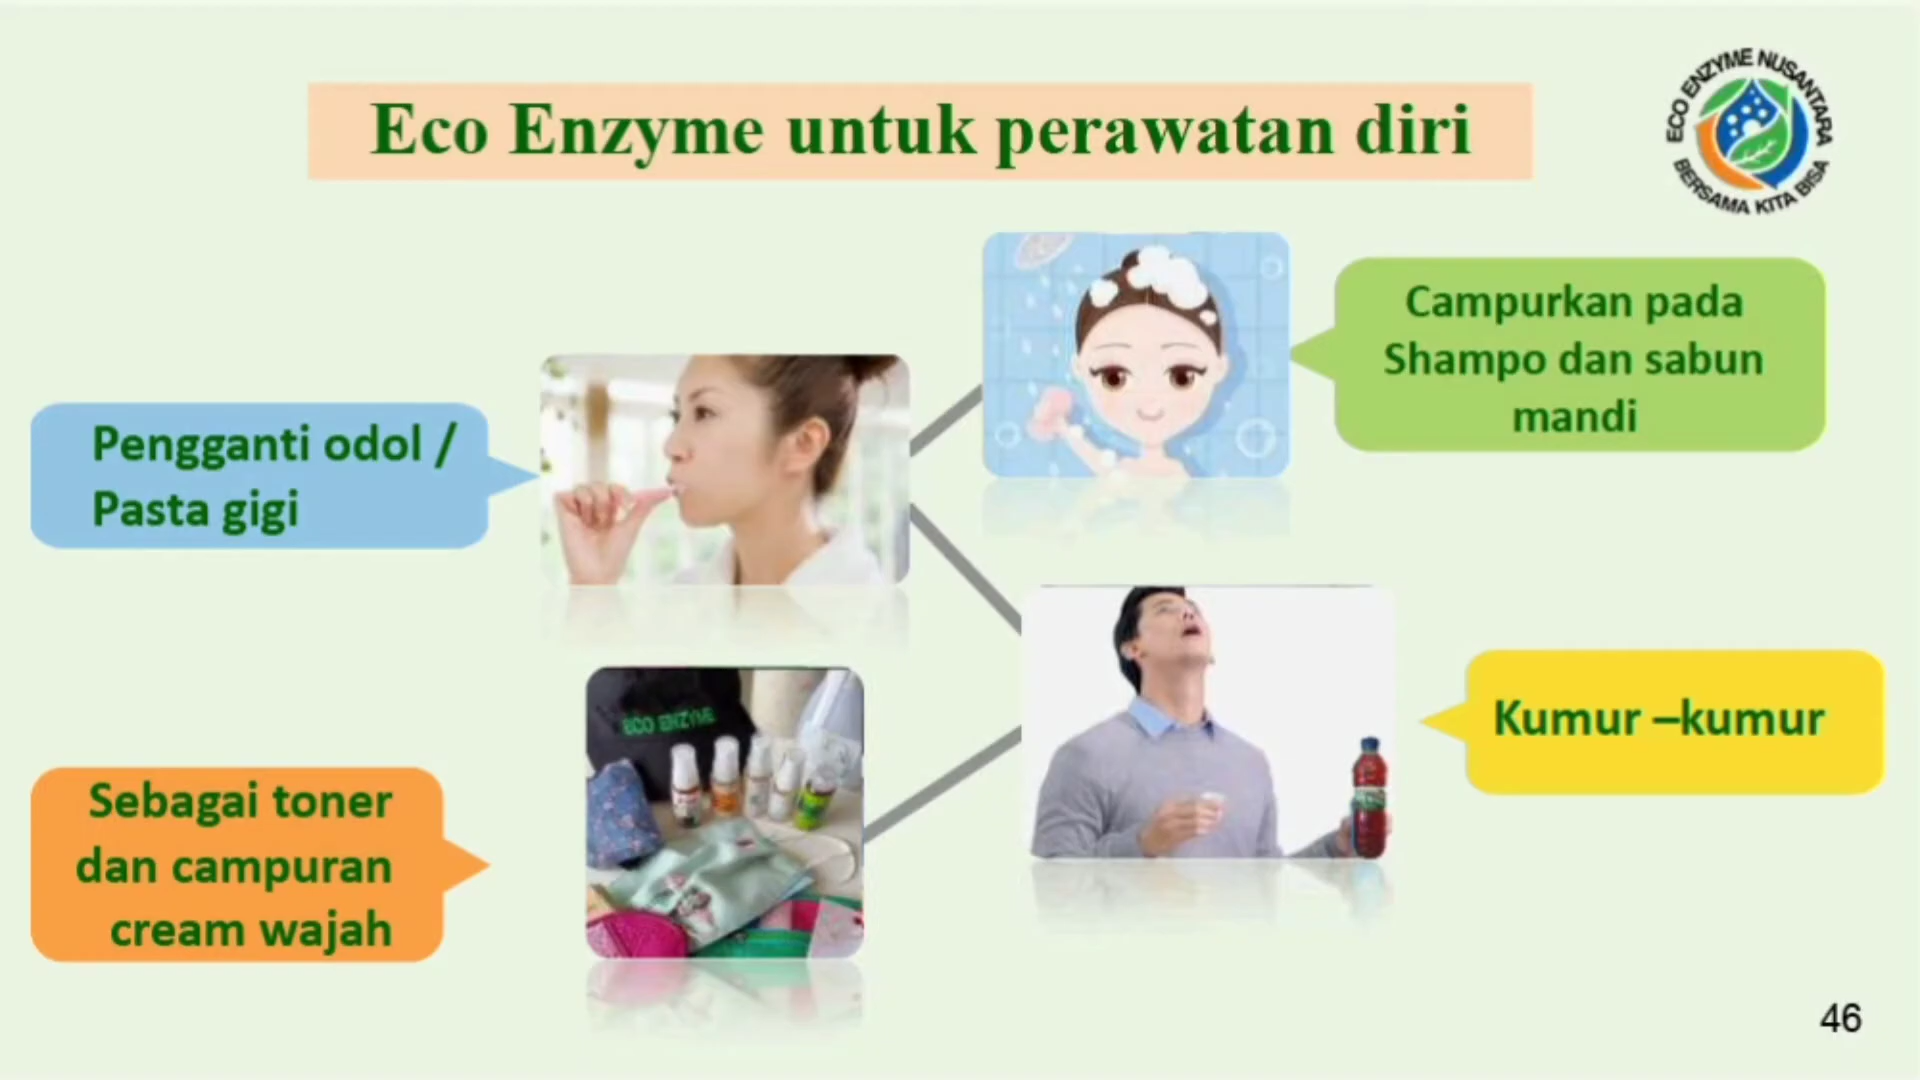 Eco Enzyme untuk perawatan diri
ECO ENZYME NUSANTARA
BERSAMA KITA BISA
Campurkan pada
Shampo dan sabun
mandi
Pengganti odol /
Pasta gigi
ECO ENZYME
Kumur –kumur
Sebagai toner
dan campuran
cream wajah
46